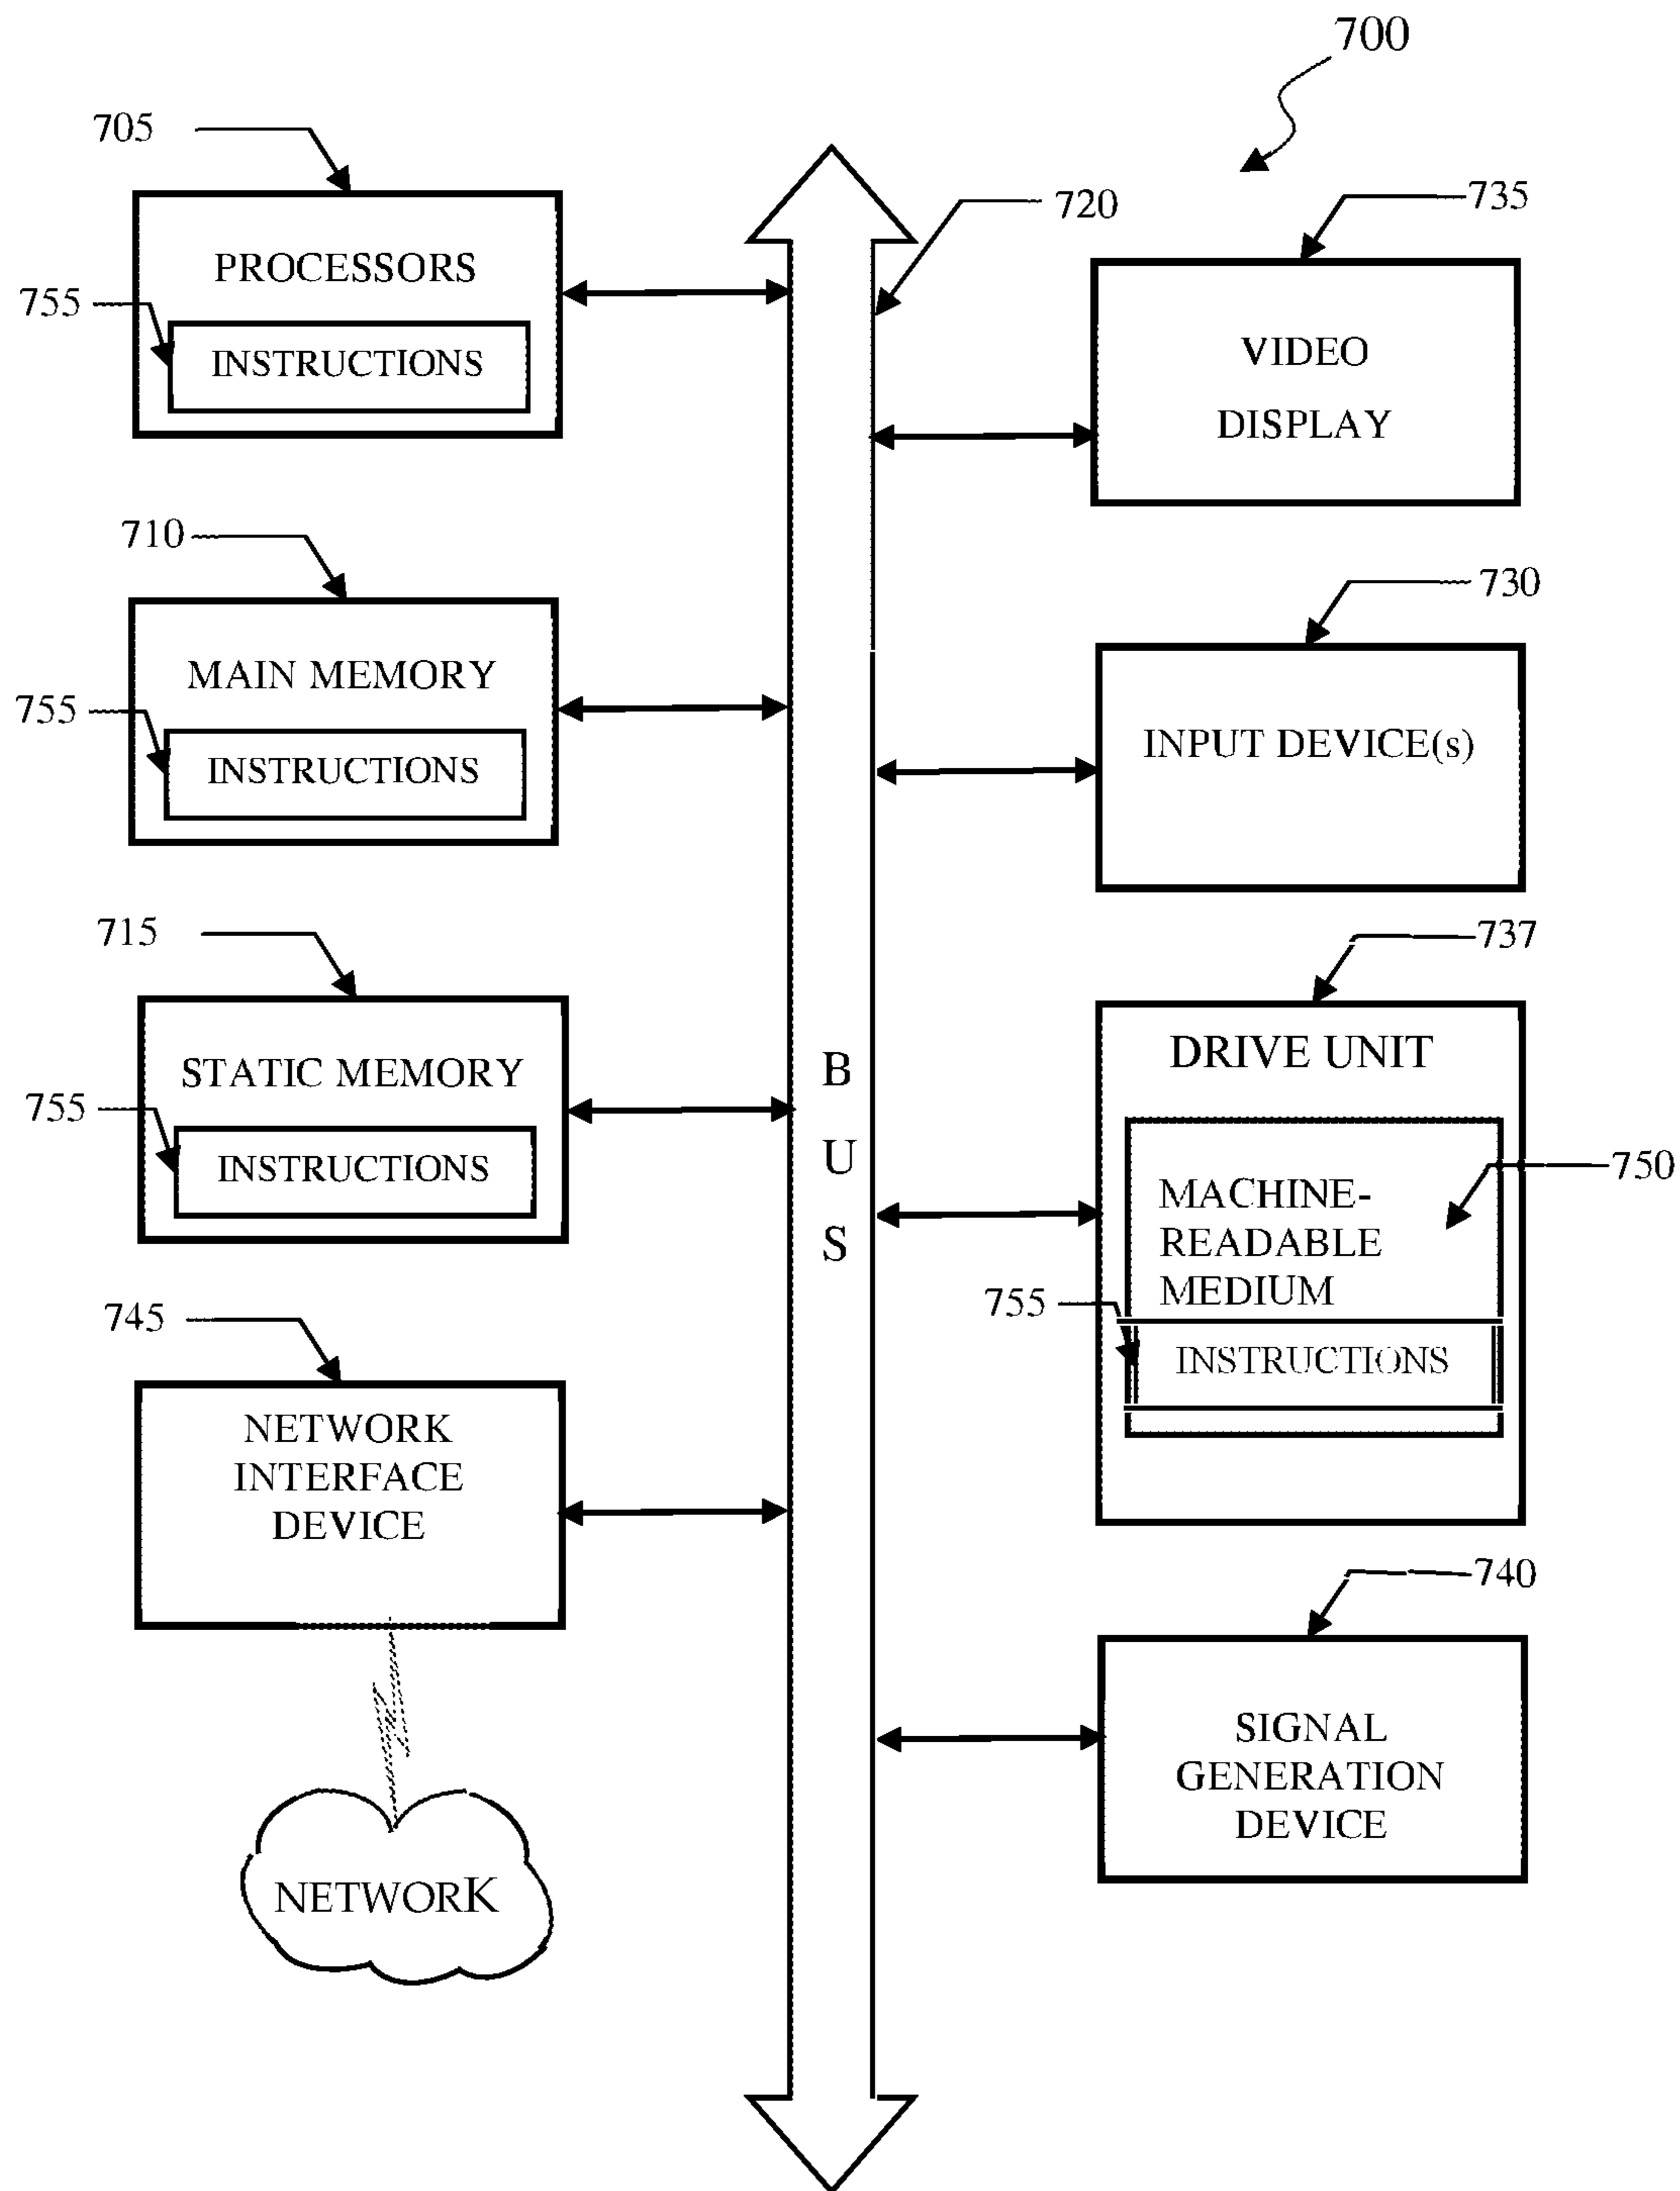 700
705
PROCESSORS
755
INSTRUCTIONS
710
MAIN MEMORY
755
INSTRUCTIONS
715
STATIC MEMORY
755
INSTRUCTIONS
745
NETWORK
INTERFACE
DEVICE
NETWORK
720
B
U
S
735
VIDEO
DISPLAY
730
INPUT DEVICE(s)
737
DRIVE UNIT
750
MACHINE-
READABLE
MEDIUM
755
INSTRUCTIONS
740
SIGNAL
GENERATION
DEVICE